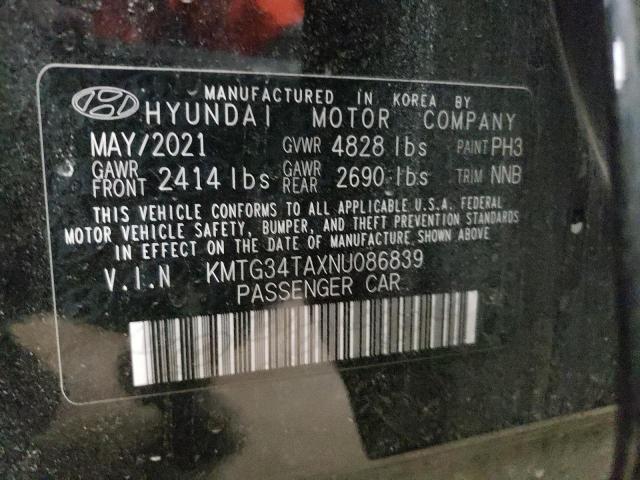 MANUFACTURED IN KOREA BY
HYUNDAI MOTOR COMPANY
MAY/2021 GVWR 4828 lbs PAINT PH3
GAWR FRONT 2414 lbs GAWR REAR 2690 lbs TRIM NNB
THIS VEHICLE CONFORMS TO ALL APPLICABLE U.S.A. FEDERAL
MOTOR VEHICLE SAFETY, BUMPER, AND THEFT PREVENTION STANDARDS
IN EFFECT ON THE DATE OF MANUFACTURE SHOWN ABOVE
V.I.N KMTG34TAXNU086839
PASSENGER CAR